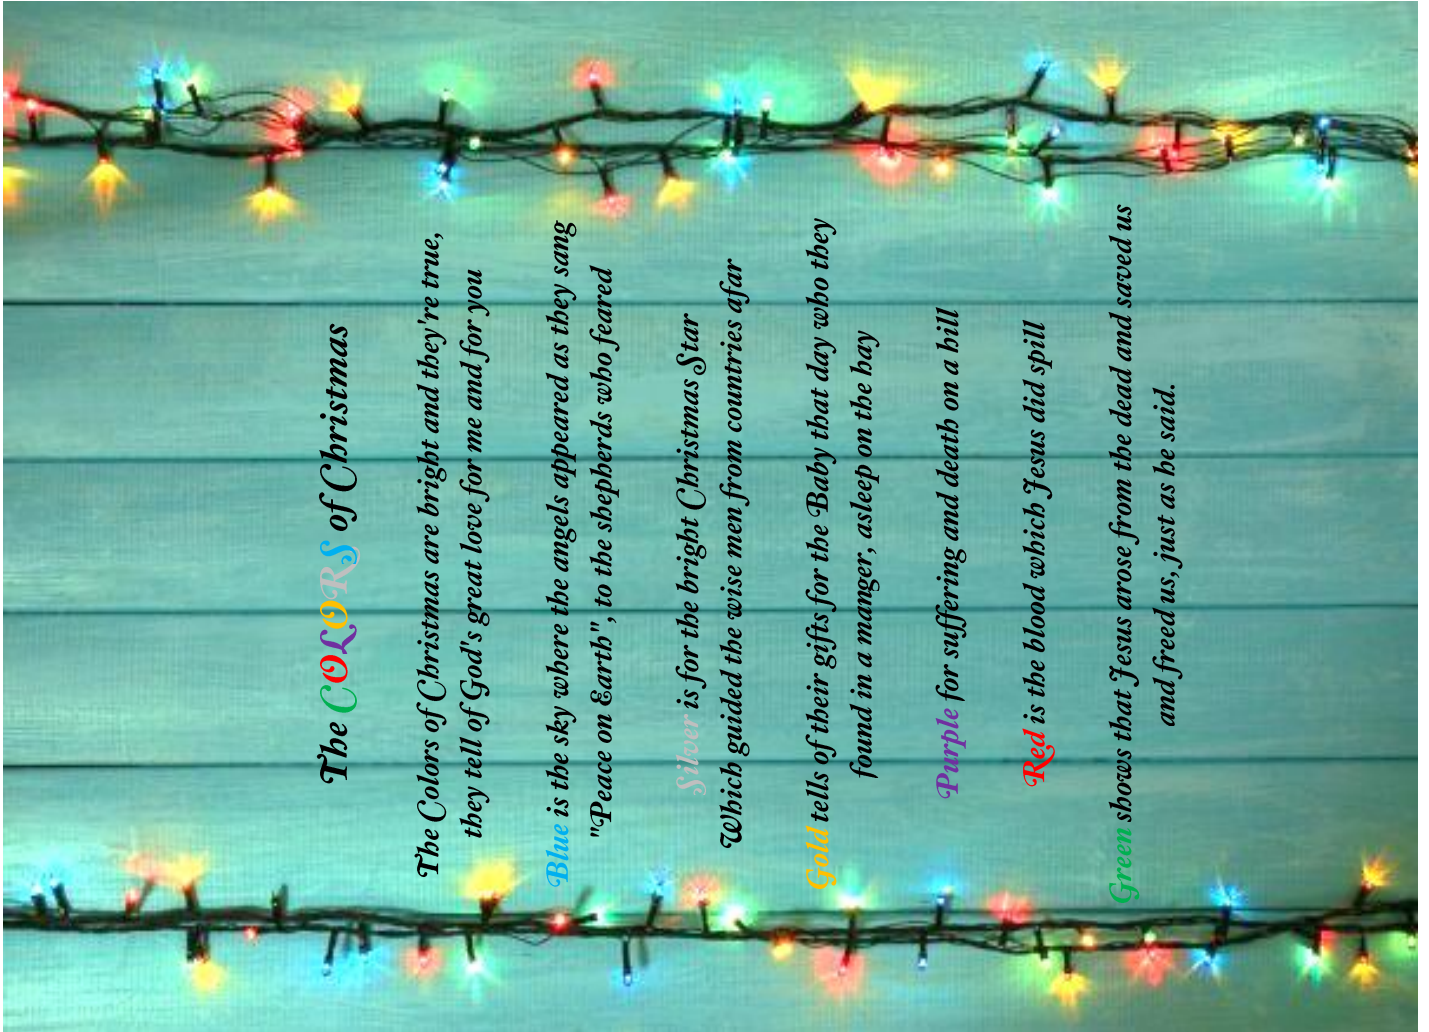 The COLORS of Christmas
The Colors of Christmas are bright and they're true,
they tell of God's great love for me and for you
Blue is the sky where the angels appeared as they sang
"Peace on Earth", to the shepherds who feared
Silver is for the bright Christmas Star
Which guided the wise men from countries afar
Gold tells of their gifts for the Baby that day who they
found in a manger, asleep on the hay
Purple for suffering and death on a hill
Red is the blood which Jesus did spill
Green shows that Jesus arose from the dead and saved us
and freed us, just as he said.